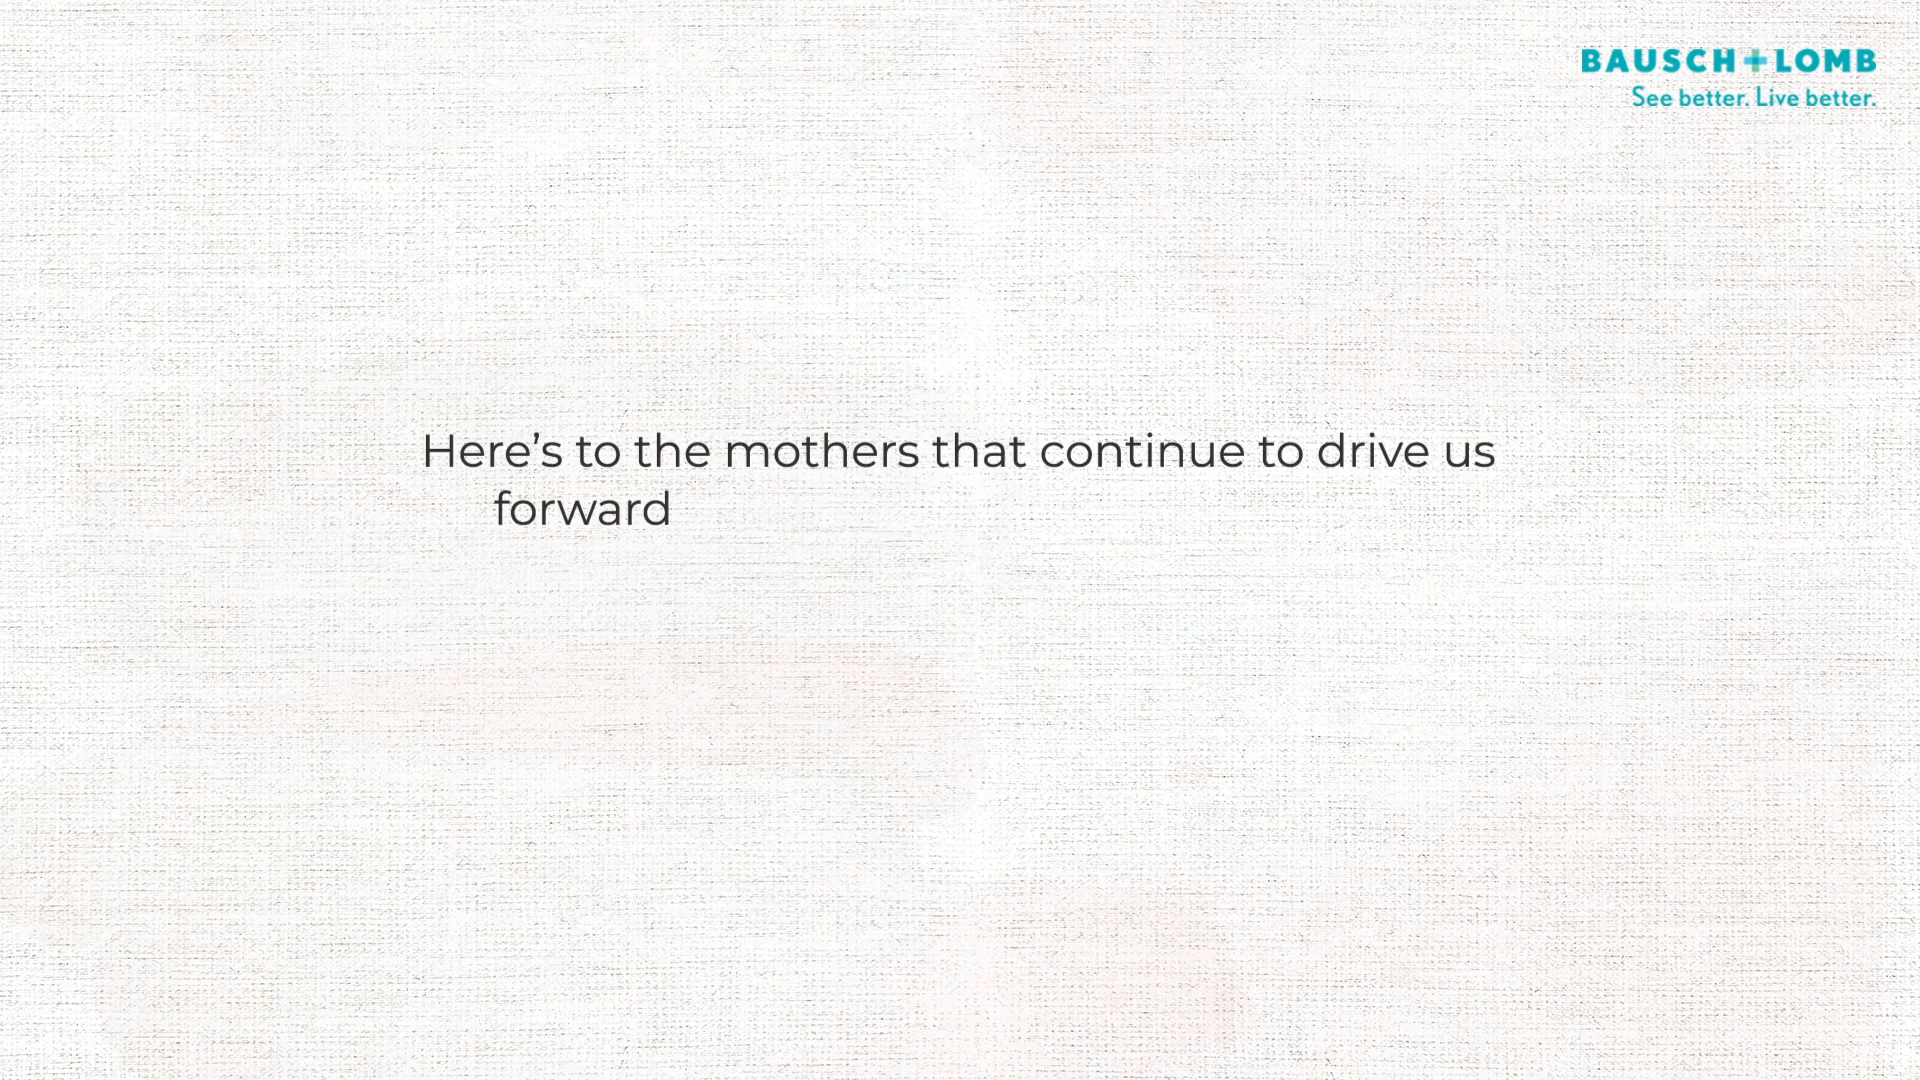 BAUSCH + LOMB
See better. Live better.
Here’s to the mothers that continue to drive us
forward